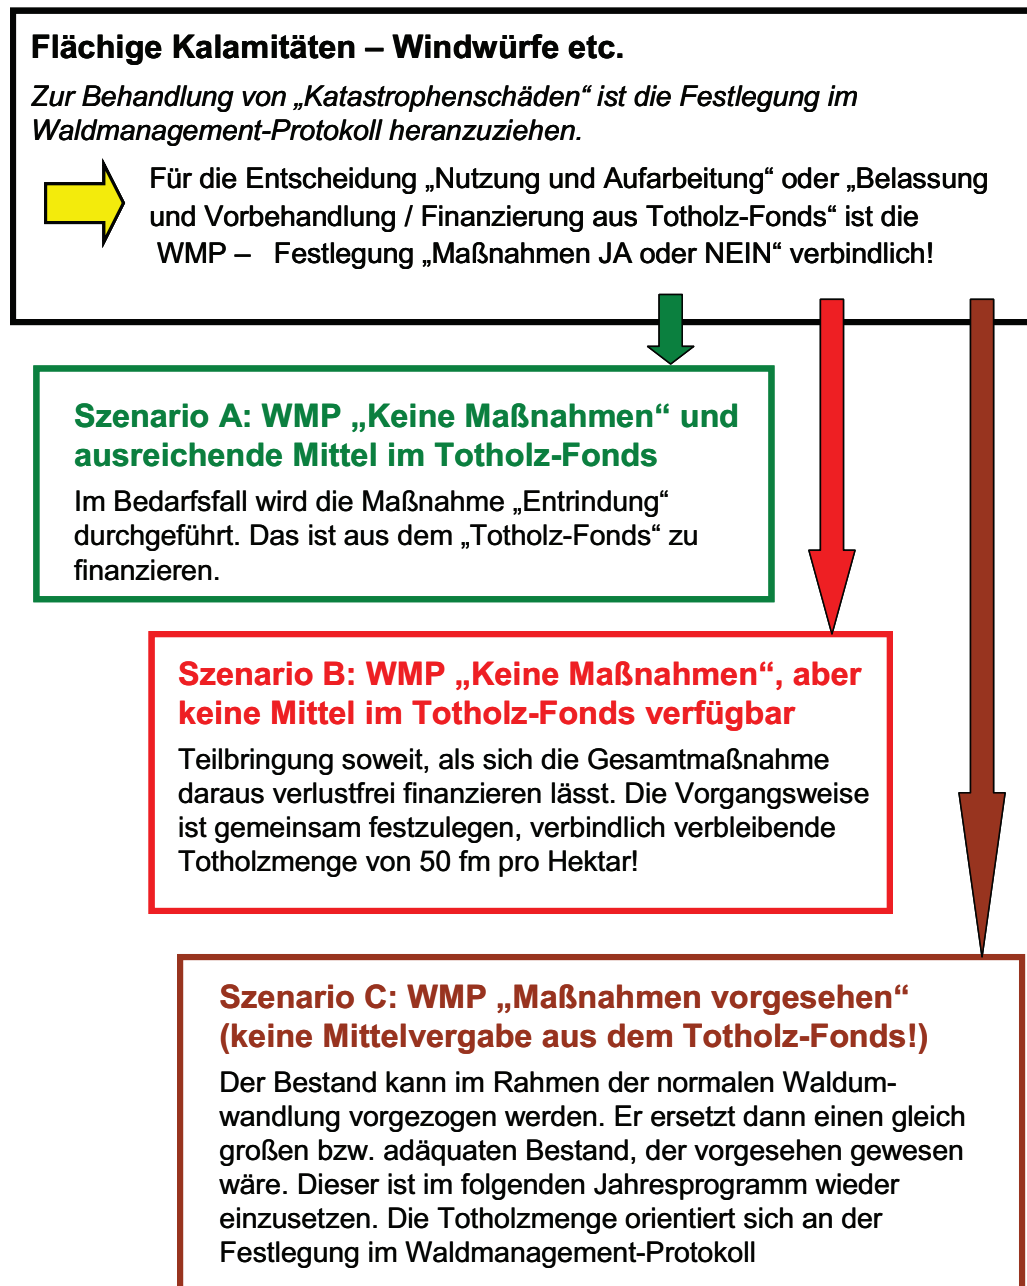 Flächige Kalamitäten – Windwürfe etc.
Zur Behandlung von „Katastrophenschäden“ ist die Festlegung im
Waldmanagement-Protokoll heranzuziehen.
Für die Entscheidung „Nutzung und Aufarbeitung“ oder „Belassung
und Vorbehandlung / Finanzierung aus Totholz-Fonds“ ist die
WMP – Festlegung „Maßnahmen JA oder NEIN“ verbindlich!
Szenario A: WMP „Keine Maßnahmen“ und
ausreichende Mittel im Totholz-Fonds
Im Bedarfsfall wird die Maßnahme „Entrindung“
durchgeführt. Das ist aus dem „Totholz-Fonds“ zu
finanzieren.
Szenario B: WMP „Keine Maßnahmen“, aber
keine Mittel im Totholz-Fonds verfügbar
Teilbringung soweit, als sich die Gesamtmaßnahme
daraus verlustfrei finanzieren lässt. Die Vorgangsweise
ist gemeinsam festzulegen, verbindlich verbleibende
Totholzmenge von 50 fm pro Hektar!
Szenario C: WMP „Maßnahmen vorgesehen“
(keine Mittelvergabe aus dem Totholz-Fonds!)
Der Bestand kann im Rahmen der normalen Waldum-
wandlung vorgezogen werden. Er ersetzt dann einen gleich
großen bzw. adäquaten Bestand, der vorgesehen gewesen
wäre. Dieser ist im folgenden Jahresprogramm wieder
einzusetzen. Die Totholzmenge orientiert sich an der
Festlegung im Waldmanagement-Protokoll